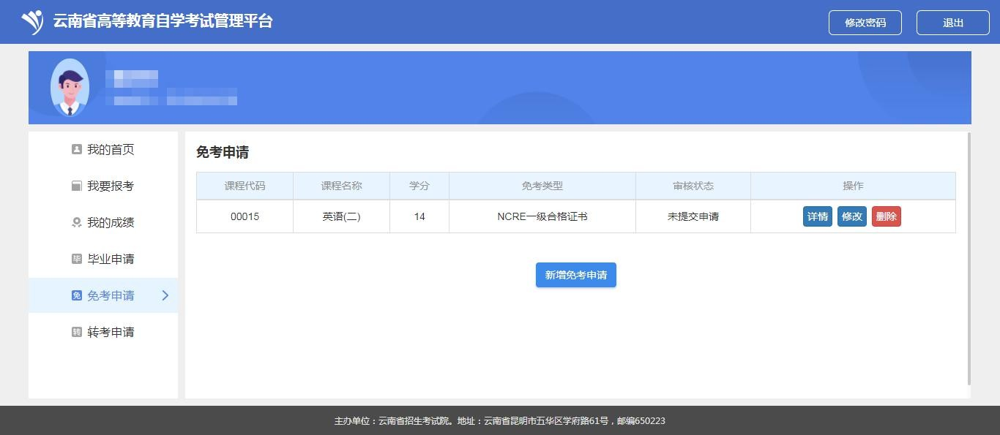 云南省高等教育自学考试管理平台
修改密码
退出
我的首页
我要报考
我的成绩
毕 毕业申请
免 免考申请
转 转考申请
免考申请
课程代码 课程名称 学分 免考类型 审核状态 操作
00015 英语(二) 14 NCRE一级合格证书 未提交申请 详情 修改 删除
新增免考申请
主办单位：云南省招生考试院。地址：云南省昆明市五华区学府路61号，邮编650223